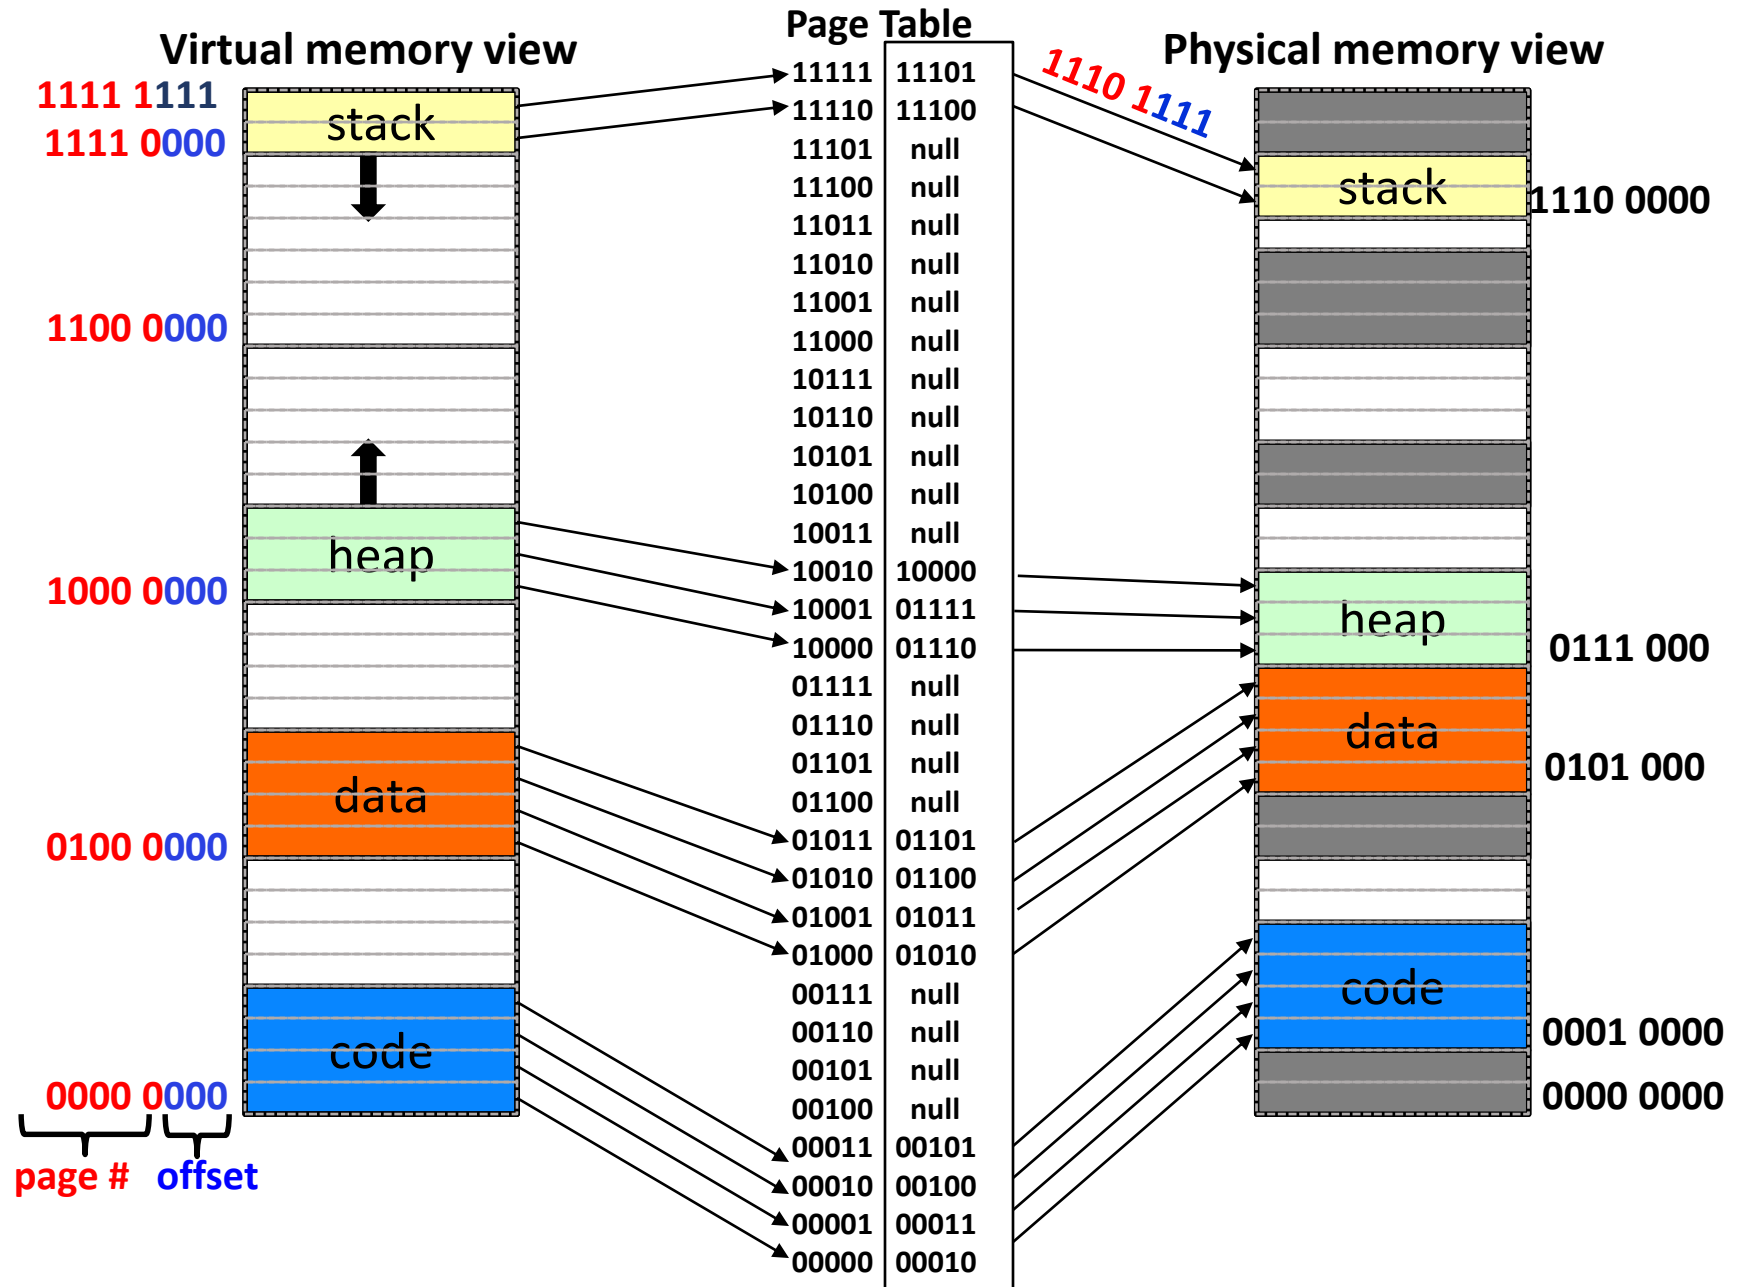 Page Table
Virtual memory view
Physical memory view
1111 1111
1111 0000
1100 0000
1000 0000
0100 0000
0000 0000
page # offset
stack
heap
data
code
11111 11101
11110 11100
11101 null
11100 null
11011 null
11010 null
11001 null
11000 null
10111 null
10110 null
10101 null
10100 null
10011 null
10010 10000
10001 01111
10000 01110
01111 null
01110 null
01101 null
01100 null
01011 01101
01010 01100
01001 01011
01000 01010
00111 null
00110 null
00101 null
00100 null
00011 00101
00010 00100
00001 00011
00000 00010
1110 1111
stack
heap
data
code
1110 0000
0111 000
0101 000
0001 0000
0000 0000